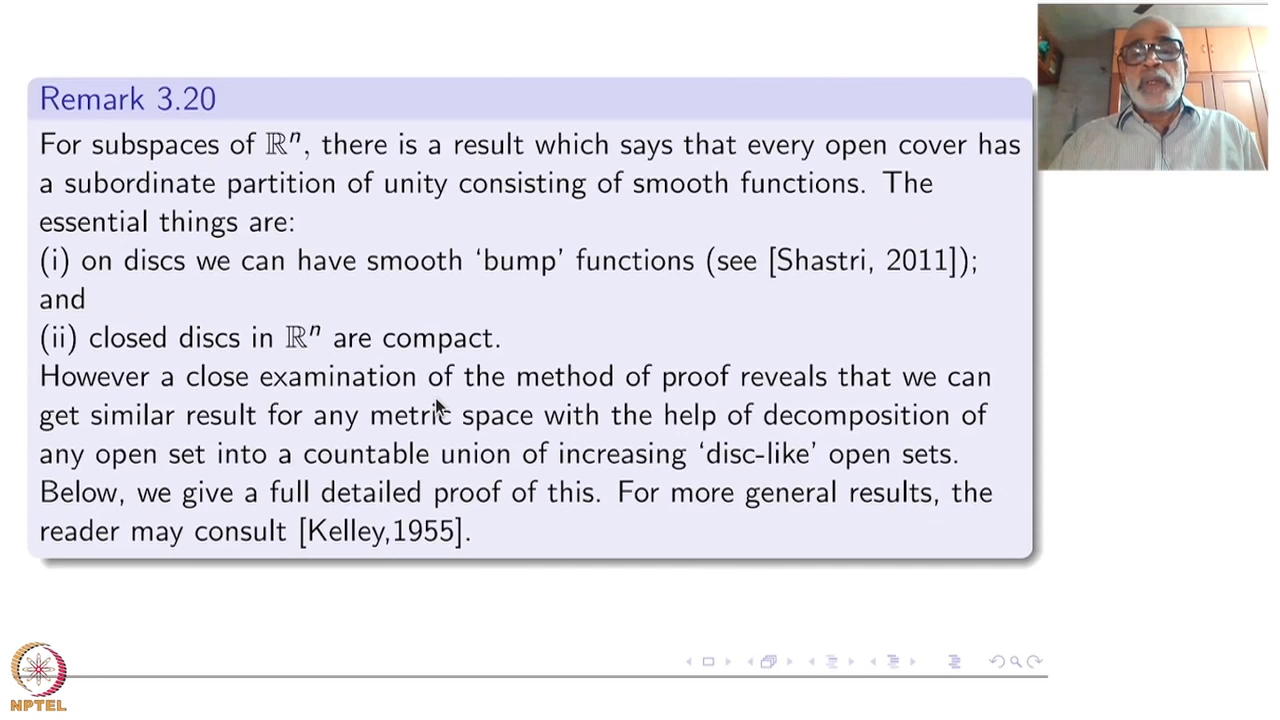 Remark 3.20
For subspaces of ℝⁿ, there is a result which says that every open cover has
a subordinate partition of unity consisting of smooth functions. The
essential things are:
(i) on discs we can have smooth ‘bump’ functions (see [Shastri, 2011]);
and
(ii) closed discs in ℝⁿ are compact.
However a close examination of the method of proof reveals that we can
get similar result for any metric space with the help of decomposition of
any open set into a countable union of increasing ‘disc-like’ open sets.
Below, we give a full detailed proof of this. For more general results, the
reader may consult [Kelley,1955].
NPTEL